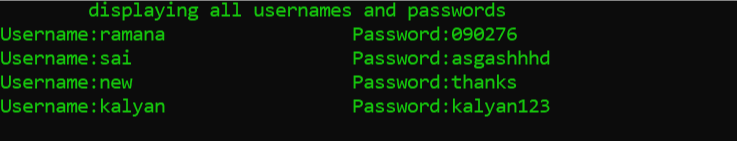 displaying all usernames and passwords
Username:ramana Password:090276
Username:sai Password:asgashhhd
Username:new Password:thanks
Username:kalyan Password:kalyan123